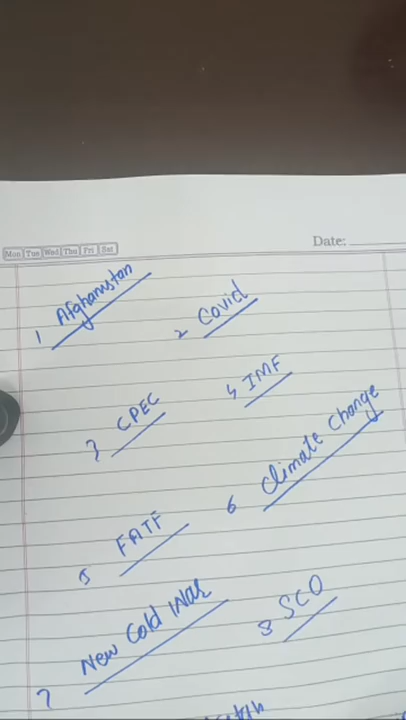 Mon Tue Wed Thu Fri Sat
Date:
1 Afghanistan
2 Covid
3 CPEC
4 IMF
5 FATF
6 Climate Change
7 New Cold War
8 SCO